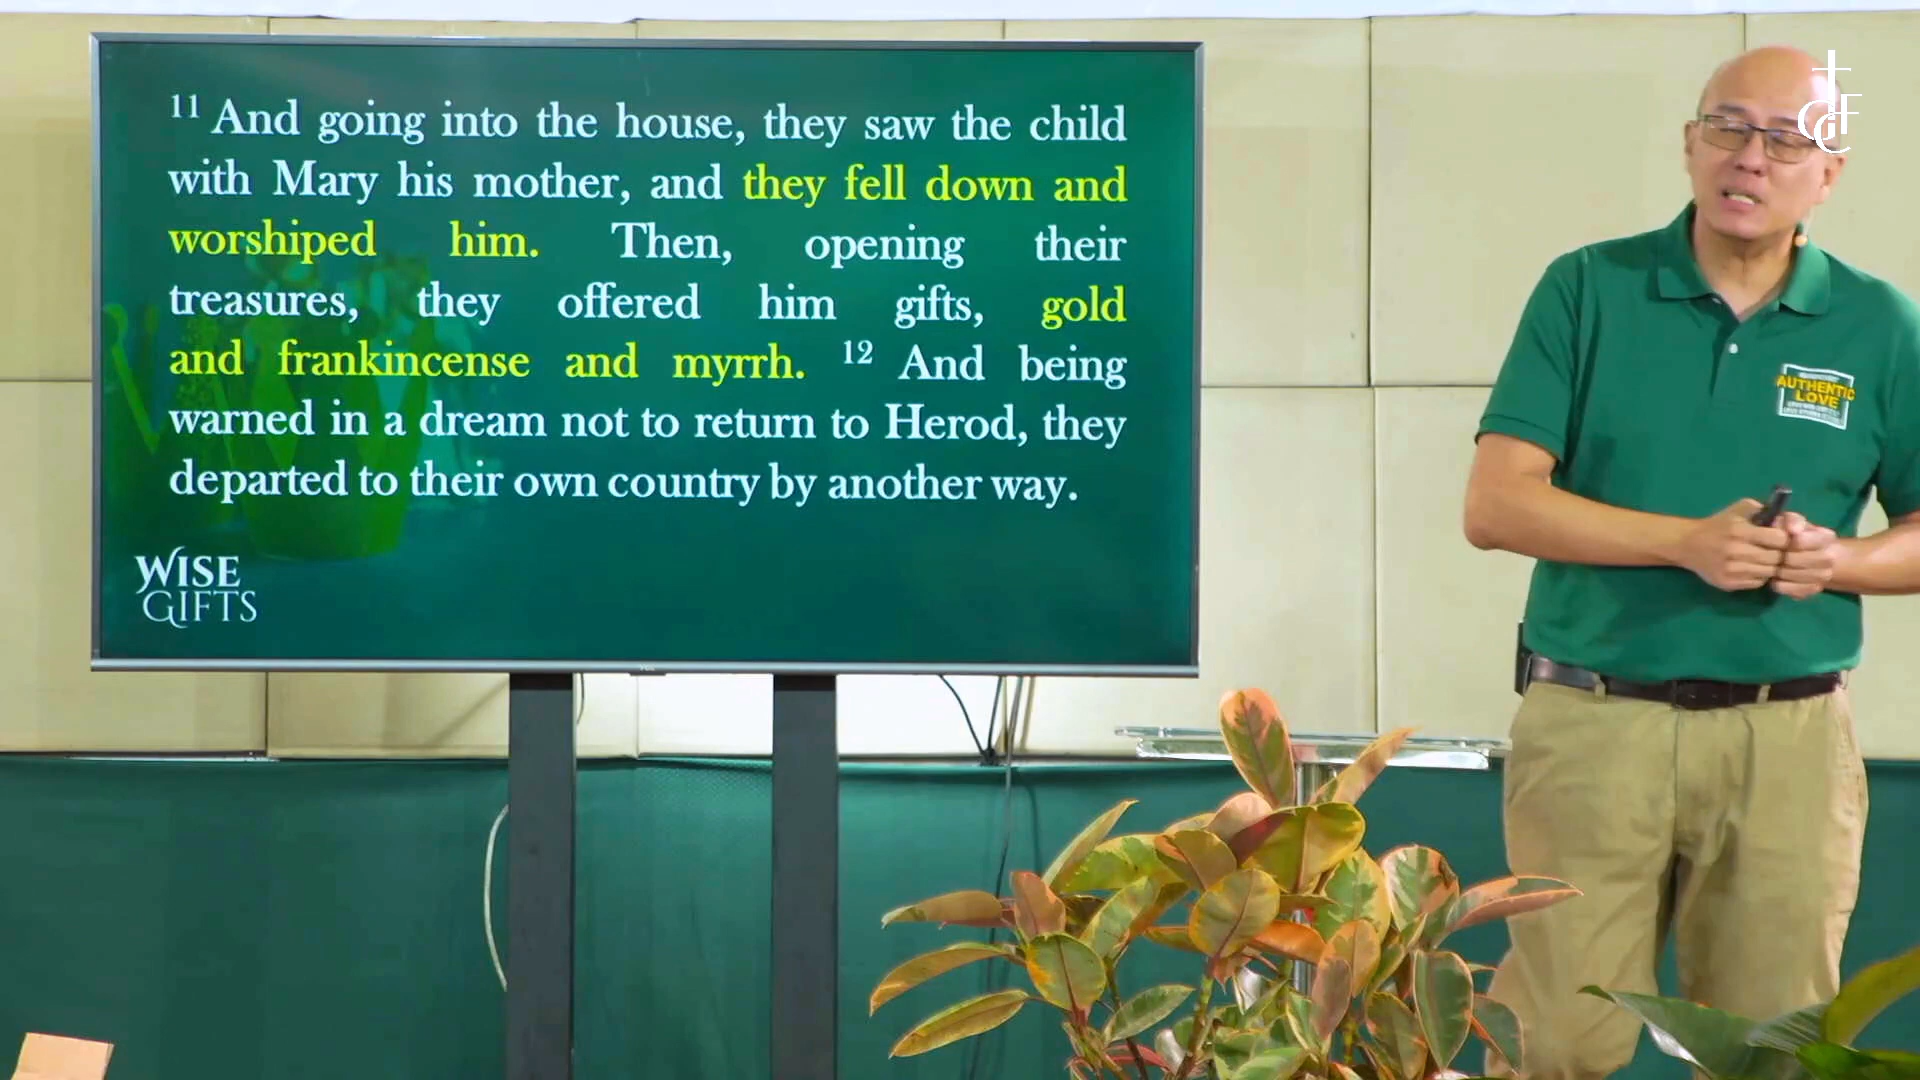 11 And going into the house, they saw the child
with Mary his mother, and they fell down and
worshiped him. Then, opening their
treasures, they offered him gifts, gold
and frankincense and myrrh. 12 And being
warned in a dream not to return to Herod, they
departed to their own country by another way.
WISE
GIFTS
AUTHENTIC
LOVE